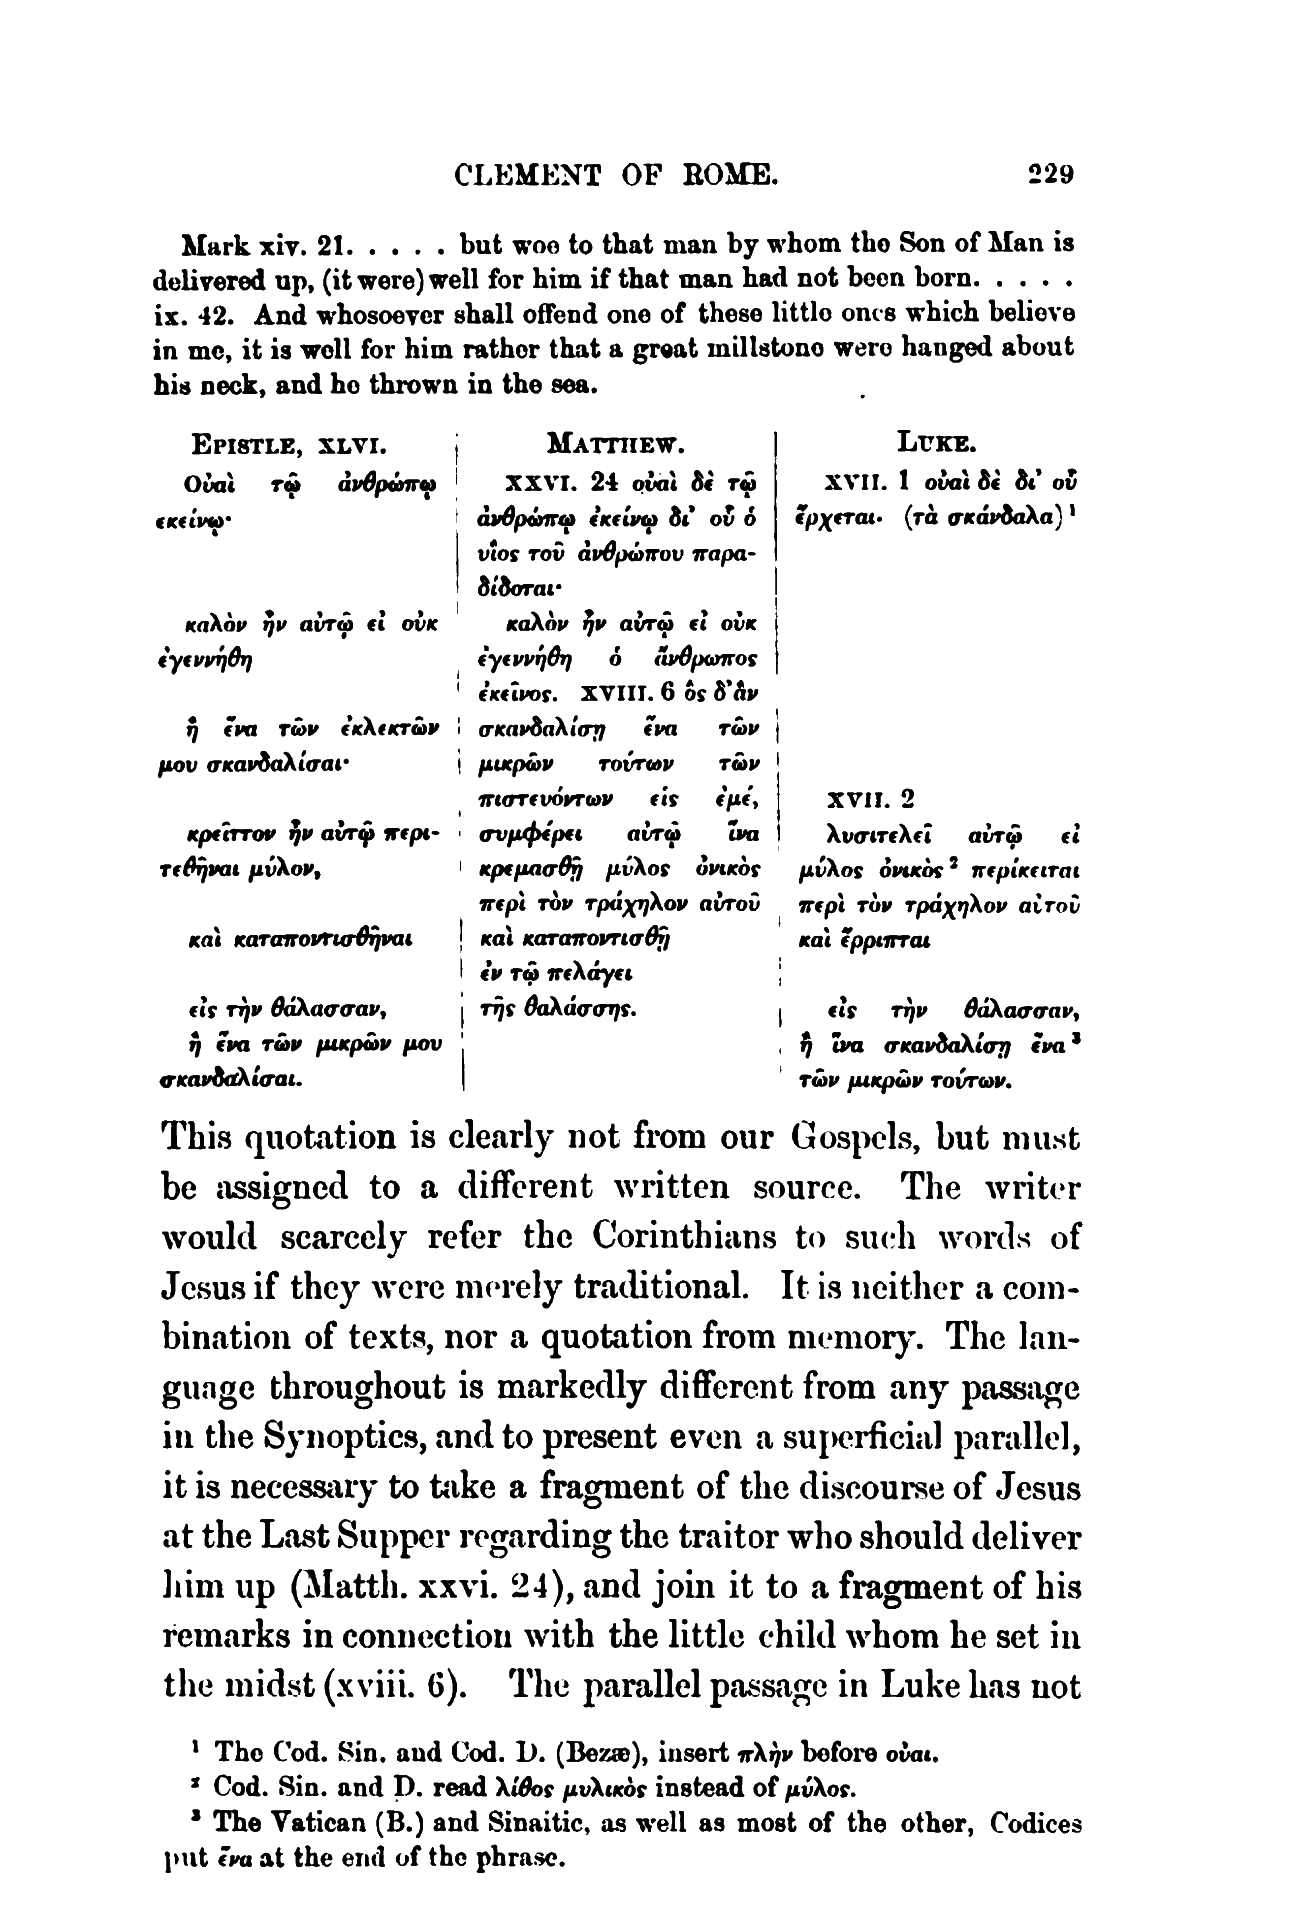 CLEMENT OF ROME. 229
Mark xiv. 21. . . . . but woe to that man by whom the Son of Man is
delivered up, (it were) well for him if that man had not been born. . . . .
ix. 42. And whosoever shall offend one of these little ones which believe
in me, it is well for him rather that a great millstone were hanged about
his neck, and he thrown in the sea.
EPISTLE, XLVI.
Οὐαὶ τῷ ἀνθρώπῳ
ἐκείνῳ·
καλὸν ἦν αὐτῷ εἰ οὐκ
ἐγεννήθη
ἢ ἕνα τῶν ἐκλεκτῶν
μου σκανδαλίσαι·
κρεῖττον ἦν αὐτῷ περι-
τεθῆναι μύλον,
καὶ καταποντισθῆναι
εἰς τὴν θάλασσαν,
ἢ ἕνα τῶν μικρῶν μου
σκανδαλίσαι.
MATTHEW.
XXVI. 24 οὐαὶ δὲ τῷ
ἀνθρώπῳ ἐκείνῳ δι’ οὗ ὁ
υἷος τοῦ ἀνθρώπου παρα-
δίδοται·
καλὸν ἦν αὐτῷ εἰ οὐκ
ἐγεννήθη ὁ ἄνθρωπος
ἐκεῖνος. XVIII. 6 ὃς δ’ἂν
σκανδαλίσῃ ἕνα τῶν
μικρῶν τούτων τῶν
πιστευόντων εἰς ἐμέ,
συμφέρει αὐτῷ ἵνα
κρεμασθῇ μύλος ὀνικὸς
περὶ τὸν τράχηλον αὐτοῦ
καὶ καταποντισθῇ
ἐν τῷ πελάγει
τῆς θαλάσσης.
LUKE.
XVII. 1 οὐαὶ δὲ δι’ οὗ
ἔρχεται· (τὰ σκάνδαλα) ¹
XVII. 2
λυσιτελεῖ αὐτῷ εἰ
μύλος ὀνικὸς ² περίκειται
περὶ τὸν τράχηλον αὐτοῦ
καὶ ἔρριπται
εἰς τὴν θάλασσαν,
ἢ ἵνα σκανδαλίσῃ ἕνα ³
τῶν μικρῶν τούτων.
This quotation is clearly not from our Gospels, but must
be assigned to a different written source. The writer
would scarcely refer the Corinthians to such words of
Jesus if they were merely traditional. It is neither a com-
bination of texts, nor a quotation from memory. The lan-
guage throughout is markedly different from any passage
in the Synoptics, and to present even a superficial parallel,
it is necessary to take a fragment of the discourse of Jesus
at the Last Supper regarding the traitor who should deliver
him up (Matth. xxvi. 24), and join it to a fragment of his
remarks in connection with the little child whom he set in
the midst (xviii. 6). The parallel passage in Luke has not
¹ The Cod. Sin. and Cod. D. (Bezæ), insert πλὴν before οὐαι.
² Cod. Sin. and D. read λίθος μυλικὸς instead of μύλος.
³ The Vatican (B.) and Sinaitic, as well as most of the other, Codices
put ἕνα at the end of the phrase.